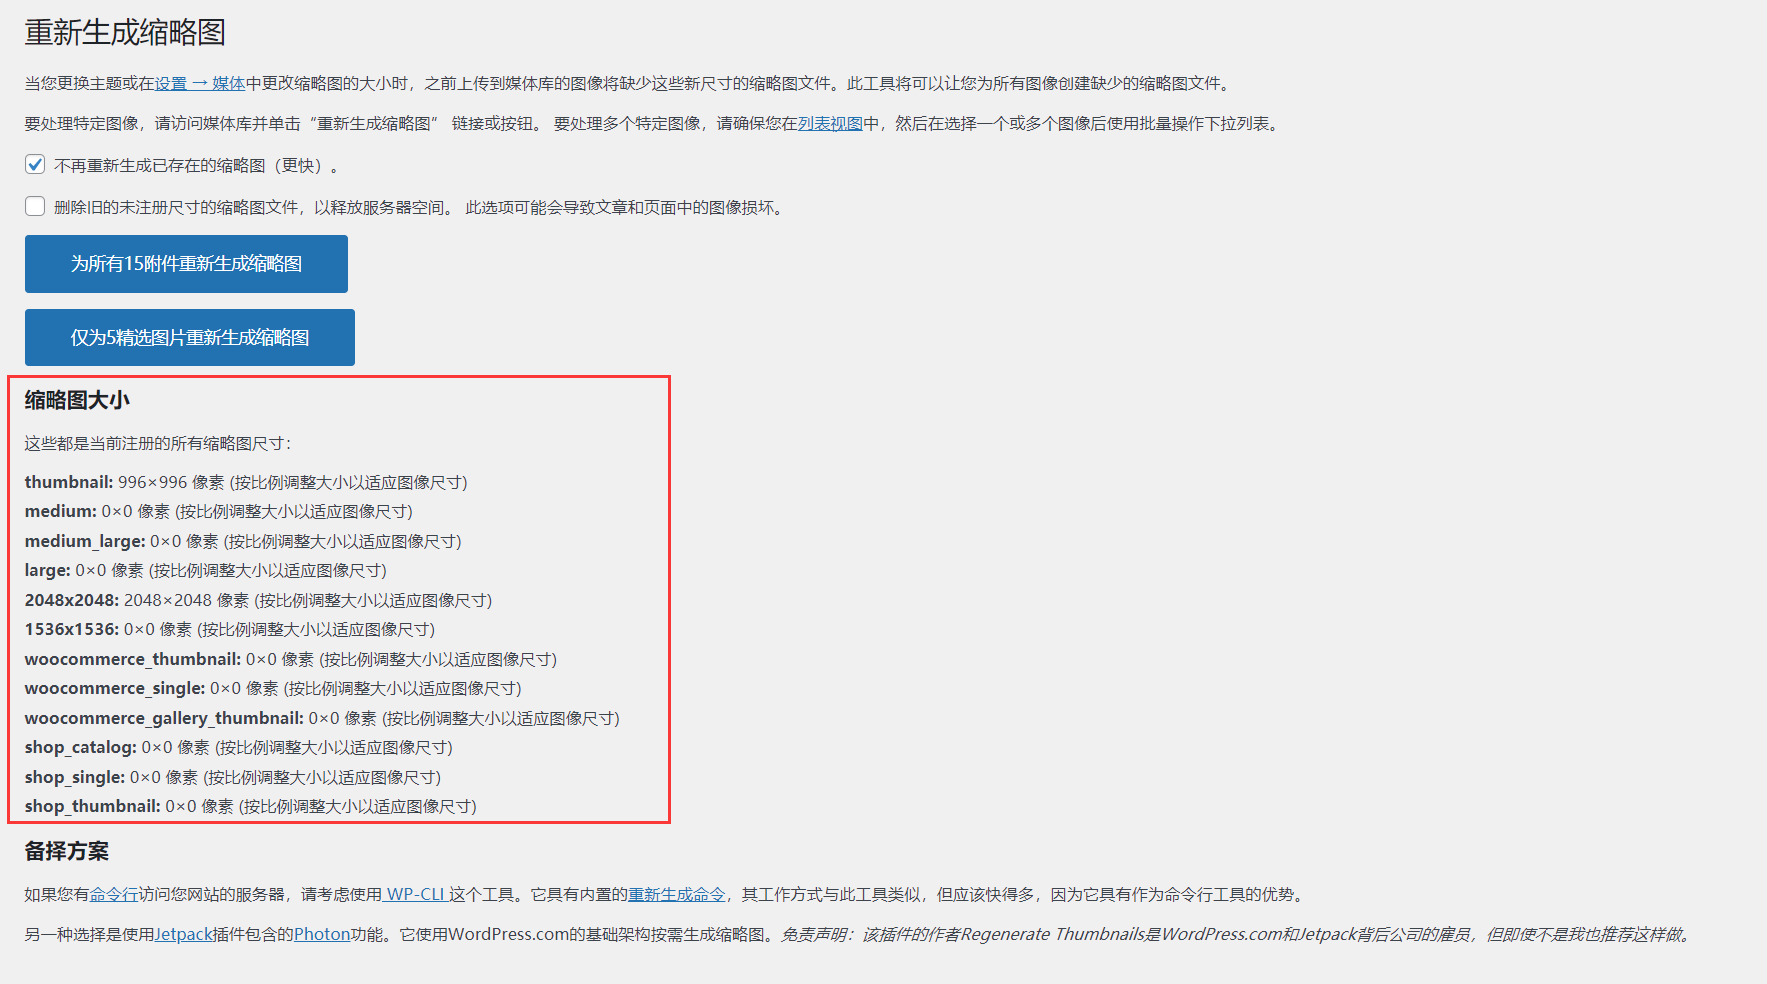 重新生成缩略图
当您更换主题或在设置 → 媒体中更改缩略图的大小时，之前上传到媒体库的图像将缺少这些新尺寸的缩略图文件。此工具将可以让您为所有图像创建缺少的缩略图文件。
要处理特定图像，请访问媒体库并单击“重新生成缩略图” 链接或按钮。 要处理多个特定图像，请确保您在列表视图中，然后在选择一个或多个图像后使用批量操作下拉列表。
不再重新生成已存在的缩略图（更快）。
删除旧的未注册尺寸的缩略图文件，以释放服务器空间。 此选项可能会导致文章和页面中的图像损坏。
为所有15附件重新生成缩略图
仅为5精选图片重新生成缩略图
缩略图大小
这些都是当前注册的所有缩略图尺寸：
thumbnail: 996×996 像素 (按比例调整大小以适应图像尺寸)
medium: 0×0 像素 (按比例调整大小以适应图像尺寸)
medium_large: 0×0 像素 (按比例调整大小以适应图像尺寸)
large: 0×0 像素 (按比例调整大小以适应图像尺寸)
2048x2048: 2048×2048 像素 (按比例调整大小以适应图像尺寸)
1536x1536: 0×0 像素 (按比例调整大小以适应图像尺寸)
woocommerce_thumbnail: 0×0 像素 (按比例调整大小以适应图像尺寸)
woocommerce_single: 0×0 像素 (按比例调整大小以适应图像尺寸)
woocommerce_gallery_thumbnail: 0×0 像素 (按比例调整大小以适应图像尺寸)
shop_catalog: 0×0 像素 (按比例调整大小以适应图像尺寸)
shop_single: 0×0 像素 (按比例调整大小以适应图像尺寸)
shop_thumbnail: 0×0 像素 (按比例调整大小以适应图像尺寸)
备择方案
如果您有命令行访问您网站的服务器，请考虑使用 WP-CLI 这个工具。它具有内置的重新生成命令，其工作方式与此工具类似，但应该快得多，因为它具有作为命令行工具的优势。
另一种选择是使用Jetpack插件包含的Photon功能。它使用WordPress.com的基础架构按需生成缩略图。免责声明：该插件的作者Regenerate Thumbnails是WordPress.com和Jetpack背后公司的雇员，但即使不是我也推荐这样做。